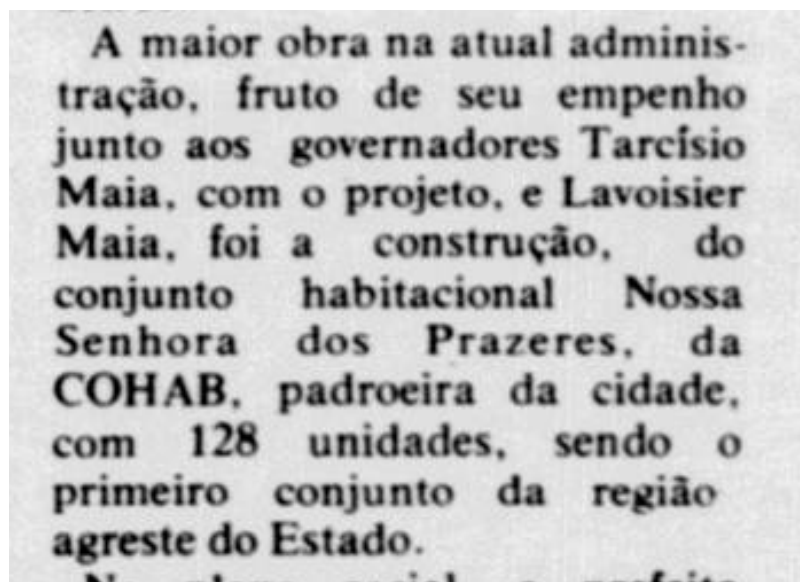 A maior obra na atual adminis-
tração, fruto de seu empenho
junto aos governadores Tarcísio
Maia, com o projeto, e Lavoisier
Maia, foi a construção, do
conjunto habitacional Nossa
Senhora dos Prazeres, da
COHAB, padroeira da cidade,
com 128 unidades, sendo o
primeiro conjunto da região
agreste do Estado.